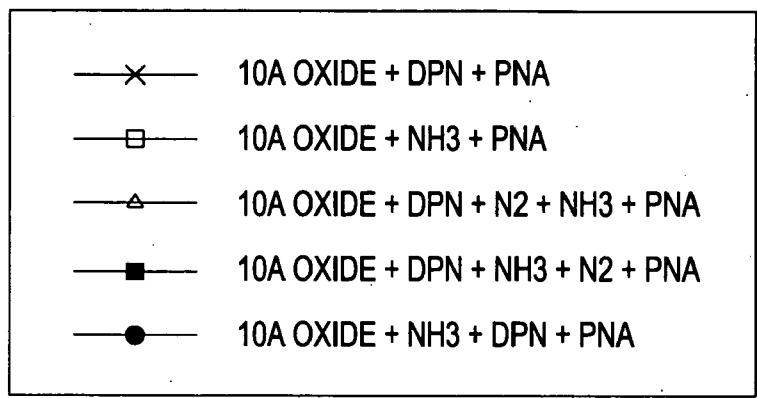 10A OXIDE + DPN + PNA
10A OXIDE + NH3 + PNA
10A OXIDE + DPN + N2 + NH3 + PNA
10A OXIDE + DPN + NH3 + N2 + PNA
10A OXIDE + NH3 + DPN + PNA